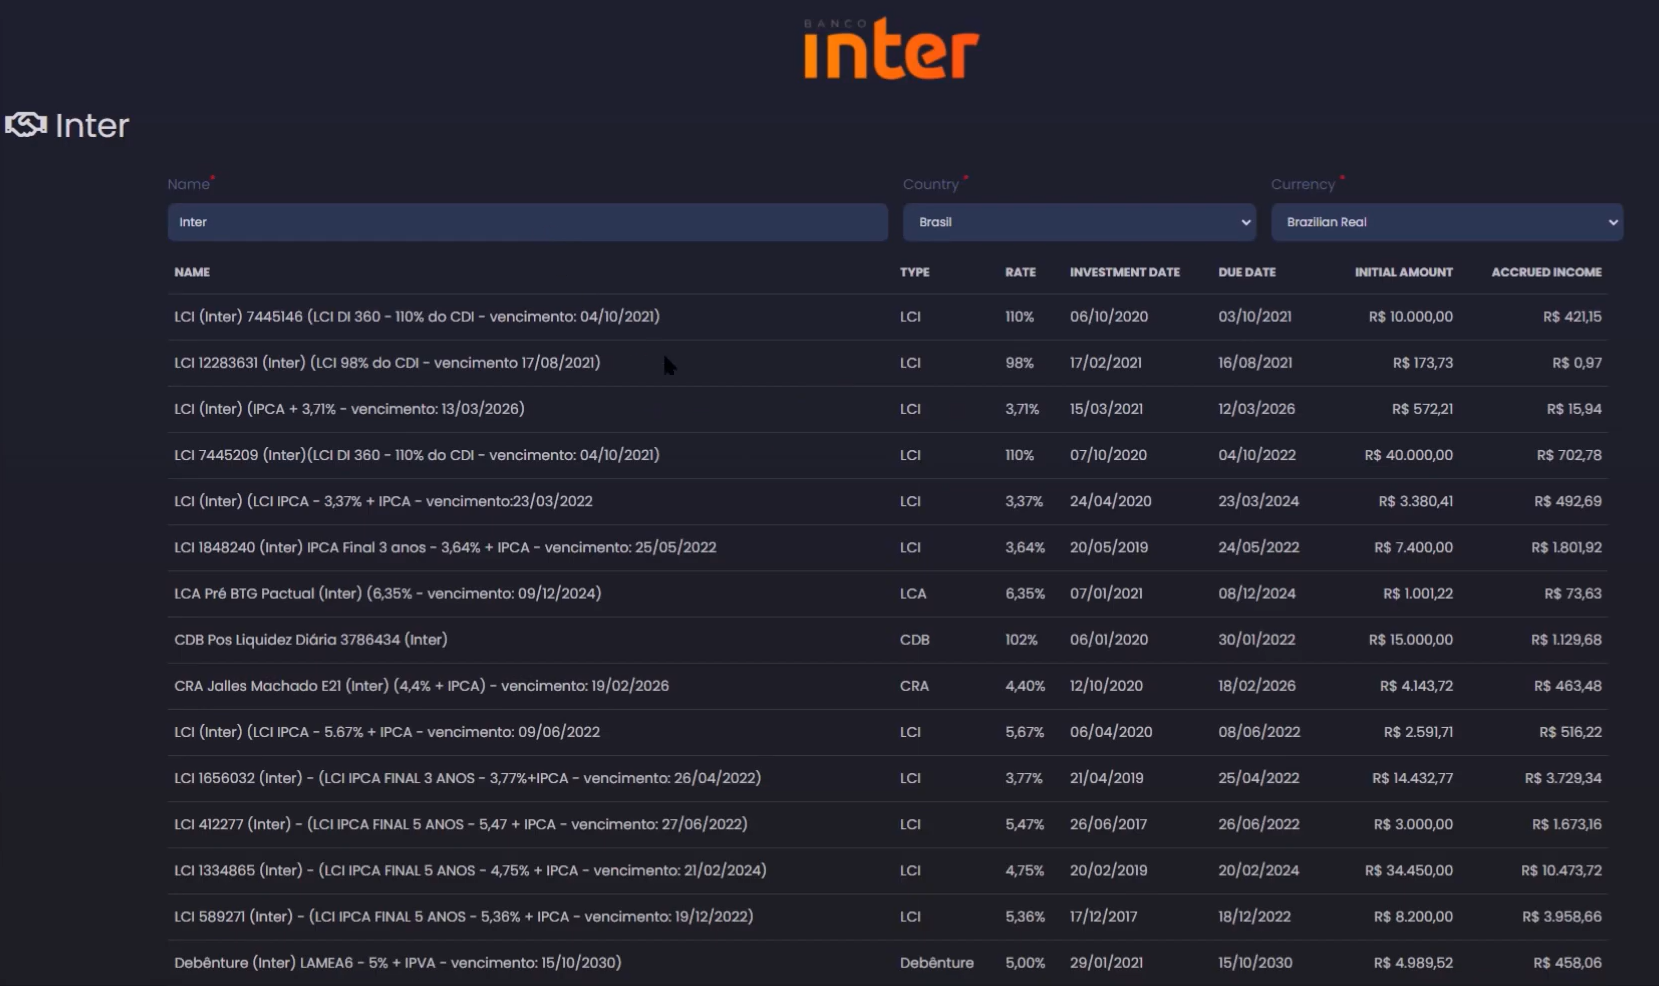 BANCO
inter
Inter
Name* Country * Currency *
Inter Brasil Brazilian Real
NAME TYPE RATE INVESTMENT DATE DUE DATE INITIAL AMOUNT ACCRUED INCOME
LCI (Inter) 7445146 (LCI DI 360 - 110% do CDI - vencimento: 04/10/2021) LCI 110% 06/10/2020 03/10/2021 R$ 10.000,00 R$ 421,15
LCI 12283631 (Inter) (LCI 98% do CDI - vencimento 17/08/2021) LCI 98% 17/02/2021 16/08/2021 R$ 173,73 R$ 0,97
LCI (Inter) (IPCA + 3,71% - vencimento: 13/03/2026) LCI 3,71% 15/03/2021 12/03/2026 R$ 572,21 R$ 15,94
LCI 7445209 (Inter)(LCI DI 360 - 110% do CDI - vencimento: 04/10/2021) LCI 110% 07/10/2020 04/10/2022 R$ 40.000,00 R$ 702,78
LCI (Inter) (LCI IPCA - 3,37% + IPCA - vencimento:23/03/2022 LCI 3,37% 24/04/2020 23/03/2024 R$ 3.380,41 R$ 492,69
LCI 1848240 (Inter) IPCA Final 3 anos - 3,64% + IPCA - vencimento: 25/05/2022 LCI 3,64% 20/05/2019 24/05/2022 R$ 7.400,00 R$ 1.801,92
LCA Pré BTG Pactual (Inter) (6,35% - vencimento: 09/12/2024) LCA 6,35% 07/01/2021 08/12/2024 R$ 1.001,22 R$ 73,63
CDB Pos Liquidez Diária 3786434 (Inter) CDB 102% 06/01/2020 30/01/2022 R$ 15.000,00 R$ 1.129,68
CRA Jalles Machado E21 (Inter) (4,4% + IPCA) - vencimento: 19/02/2026 CRA 4,40% 12/10/2020 18/02/2026 R$ 4.143,72 R$ 463,48
LCI (Inter) (LCI IPCA - 5.67% + IPCA - vencimento: 09/06/2022 LCI 5,67% 06/04/2020 08/06/2022 R$ 2.591,71 R$ 516,22
LCI 1656032 (Inter) - (LCI IPCA FINAL 3 ANOS - 3,77%+IPCA - vencimento: 26/04/2022) LCI 3,77% 21/04/2019 25/04/2022 R$ 14.432,77 R$ 3.729,34
LCI 412277 (Inter) - (LCI IPCA FINAL 5 ANOS - 5,47 + IPCA - vencimento: 27/06/2022) LCI 5,47% 26/06/2017 26/06/2022 R$ 3.000,00 R$ 1.673,16
LCI 1334865 (Inter) - (LCI IPCA FINAL 5 ANOS - 4,75% + IPCA - vencimento: 21/02/2024) LCI 4,75% 20/02/2019 20/02/2024 R$ 34.450,00 R$ 10.473,72
LCI 589271 (Inter) - (LCI IPCA FINAL 5 ANOS - 5,36% + IPCA - vencimento: 19/12/2022) LCI 5,36% 17/12/2017 18/12/2022 R$ 8.200,00 R$ 3.958,66
Debênture (Inter) LAMEA6 - 5% + IPVA - vencimento: 15/10/2030) Debênture 5,00% 29/01/2021 15/10/2030 R$ 4.989,52 R$ 458,06